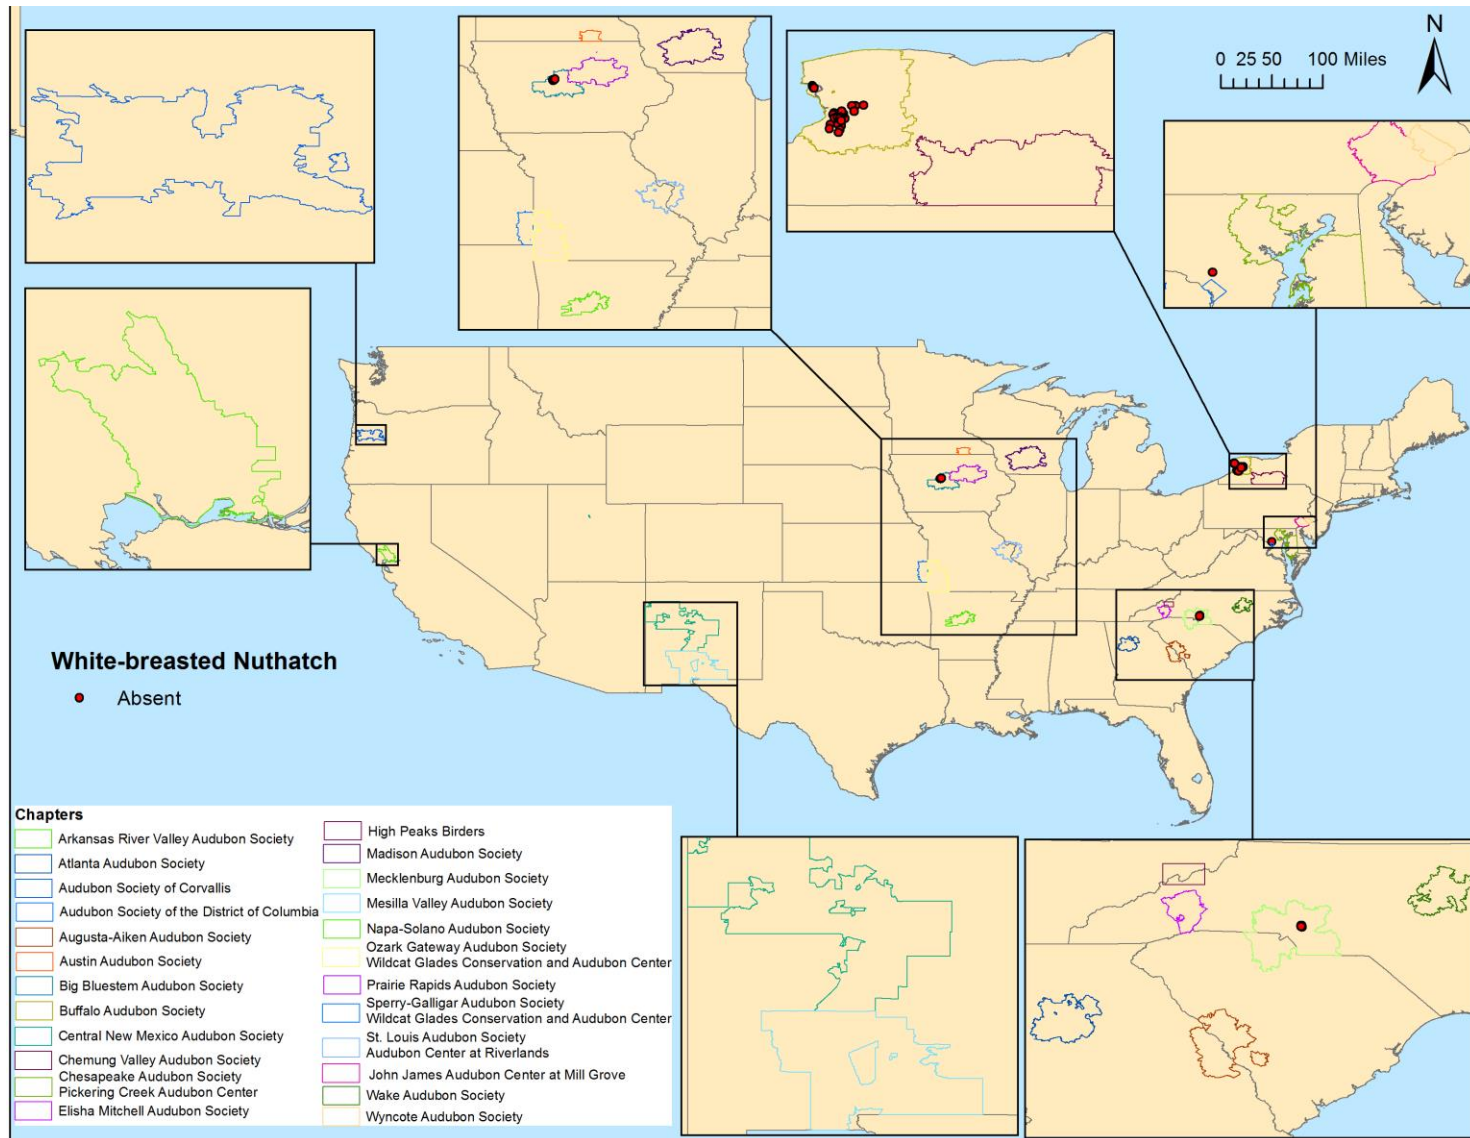 N
0 25 50 100 Miles
White-breasted Nuthatch
Absent
Chapters
Arkansas River Valley Audubon Society
Atlanta Audubon Society
Audubon Society of Corvallis
Audubon Society of the District of Columbia
Augusta-Aiken Audubon Society
Austin Audubon Society
Big Bluestem Audubon Society
Buffalo Audubon Society
Central New Mexico Audubon Society
Chemung Valley Audubon Society
Chesapeake Audubon Society
Pickering Creek Audubon Center
Elisha Mitchell Audubon Society
High Peaks Birders
Madison Audubon Society
Mecklenburg Audubon Society
Mesilla Valley Audubon Society
Napa-Solano Audubon Society
Ozark Gateway Audubon Society
Wildcat Glades Conservation and Audubon Center
Prairie Rapids Audubon Society
Sperry-Galligar Audubon Society
Wildcat Glades Conservation and Audubon Center
St. Louis Audubon Society
Audubon Center at Riverlands
John James Audubon Center at Mill Grove
Wake Audubon Society
Wyncote Audubon Society